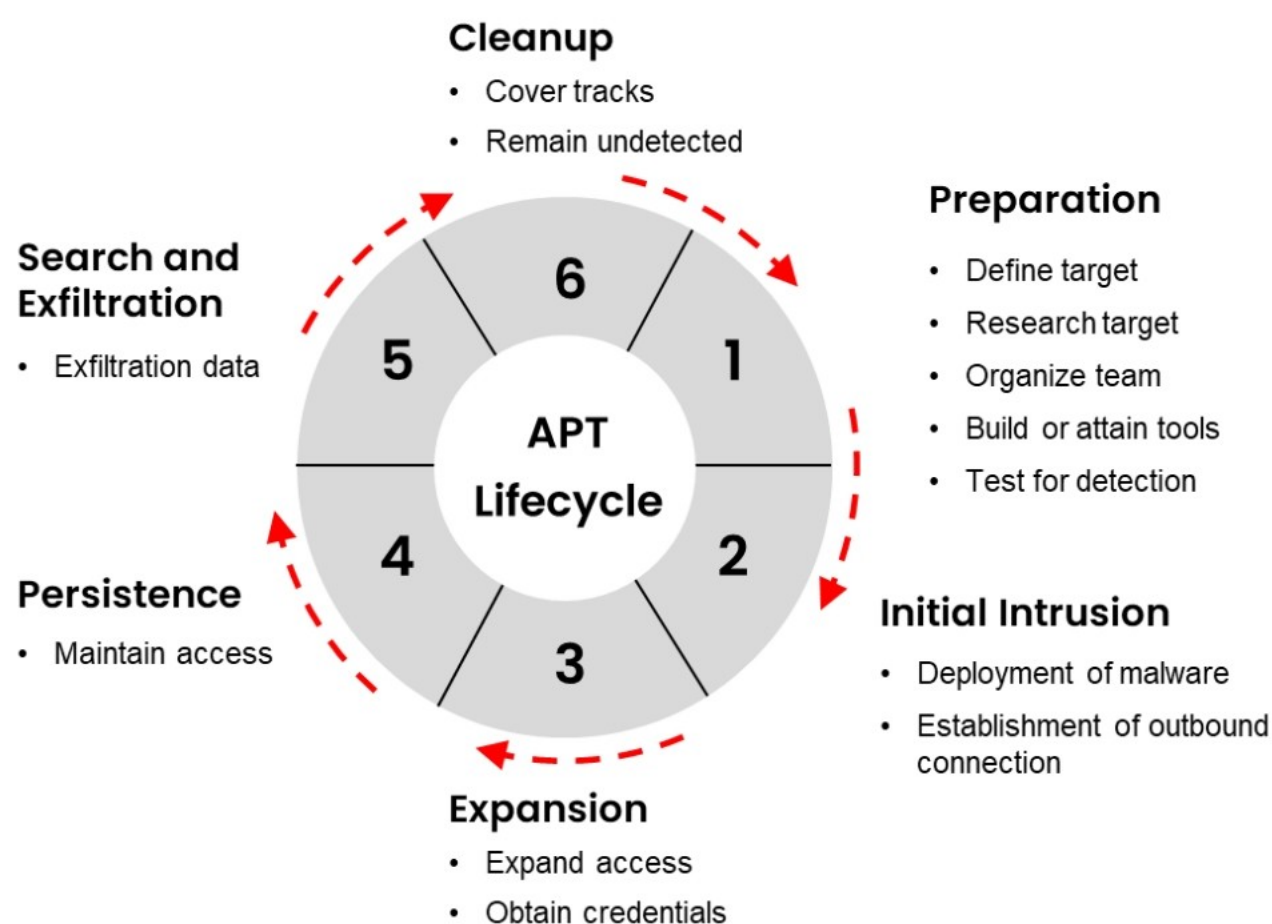 Cleanup
• Cover tracks
• Remain undetected
Preparation
• Define target
• Research target
• Organize team
• Build or attain tools
• Test for detection
Initial Intrusion
• Deployment of malware
• Establishment of outbound
connection
Expansion
• Expand access
• Obtain credentials
Persistence
• Maintain access
Search and
Exfiltration
• Exfiltration data
6
1
2
3
4
5
APT
Lifecycle